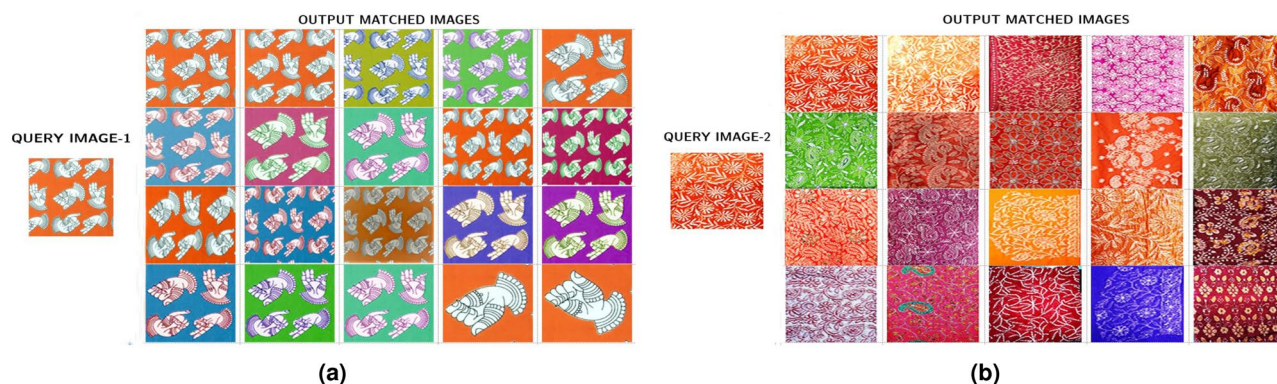 OUTPUT MATCHED IMAGES
QUERY IMAGE-1
(a)
OUTPUT MATCHED IMAGES
QUERY IMAGE-2
(b)